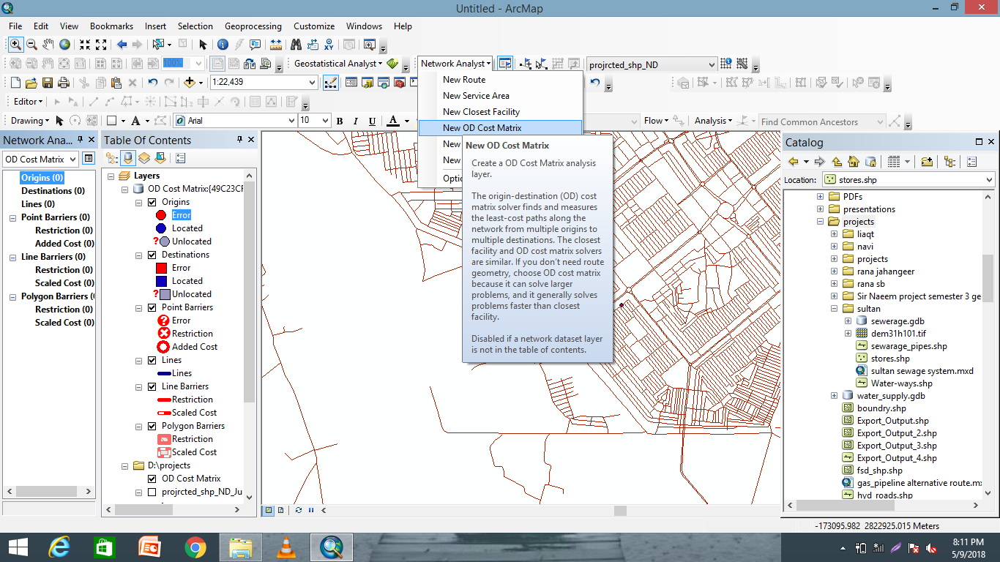 Untitled - ArcMap
File Edit View Bookmarks Insert Selection Geoprocessing Customize Windows Help
100% Geostatistical Analyst Network Analyst projrcted_shp_ND
1:22,439
Editor
Drawing A Arial 10 B I U A Flow Analysis Find Common Ancestors
New Route
New Service Area
New Closest Facility
New OD Cost Matrix
New
New
Optic
New OD Cost Matrix
Create a OD Cost Matrix analysis
layer.
The origin-destination (OD) cost
matrix solver finds and measures
the least-cost paths along the
network from multiple origins to
multiple destinations. The closest
facility and OD cost matrix solvers
are similar. If you don't need route
geometry, choose OD cost matrix
because it can solve larger
problems, and it generally solves
problems faster than closest
facility.
Disabled if a network dataset layer
is not in the table of contents.
Network Ana...
OD Cost Matrix
Origins (0)
Destinations (0)
Lines (0)
Point Barriers (0)
Restriction (0)
Added Cost (0)
Line Barriers (0)
Restriction (0)
Scaled Cost (0)
Polygon Barriers (
Restriction (0)
Scaled Cost (0)
Table Of Contents
Layers
OD Cost Matrix:{49C23CF
Origins
Error
Located
? Unlocated
Destinations
Error
Located
? Unlocated
Point Barriers
? Error
Restriction
Added Cost
Lines
Lines
Line Barriers
Restriction
Scaled Cost
Polygon Barriers
Restriction
Scaled Cost
D:\projects
OD Cost Matrix
projrcted_shp_ND_Ju
Catalog
Location: stores.shp
PDFs
presentations
projects
liaqt
navi
projects
rana jahangeer
rana sb
Sir Naeem project semester 3 ge
sultan
sewerage.gdb
dem31h101.tif
sewarage_pipes.shp
stores.shp
sultan sewage system.mxd
Water-ways.shp
water_supply.gdb
boundry.shp
Export_Output.shp
Export_Output_2.shp
Export_Output_3.shp
Export_Output_4.shp
fsd_shp.shp
gas_pipeline alternative route.mx
hyd_roads.shp
-173095.982 2822925.015 Meters
8:11 PM
5/9/2018